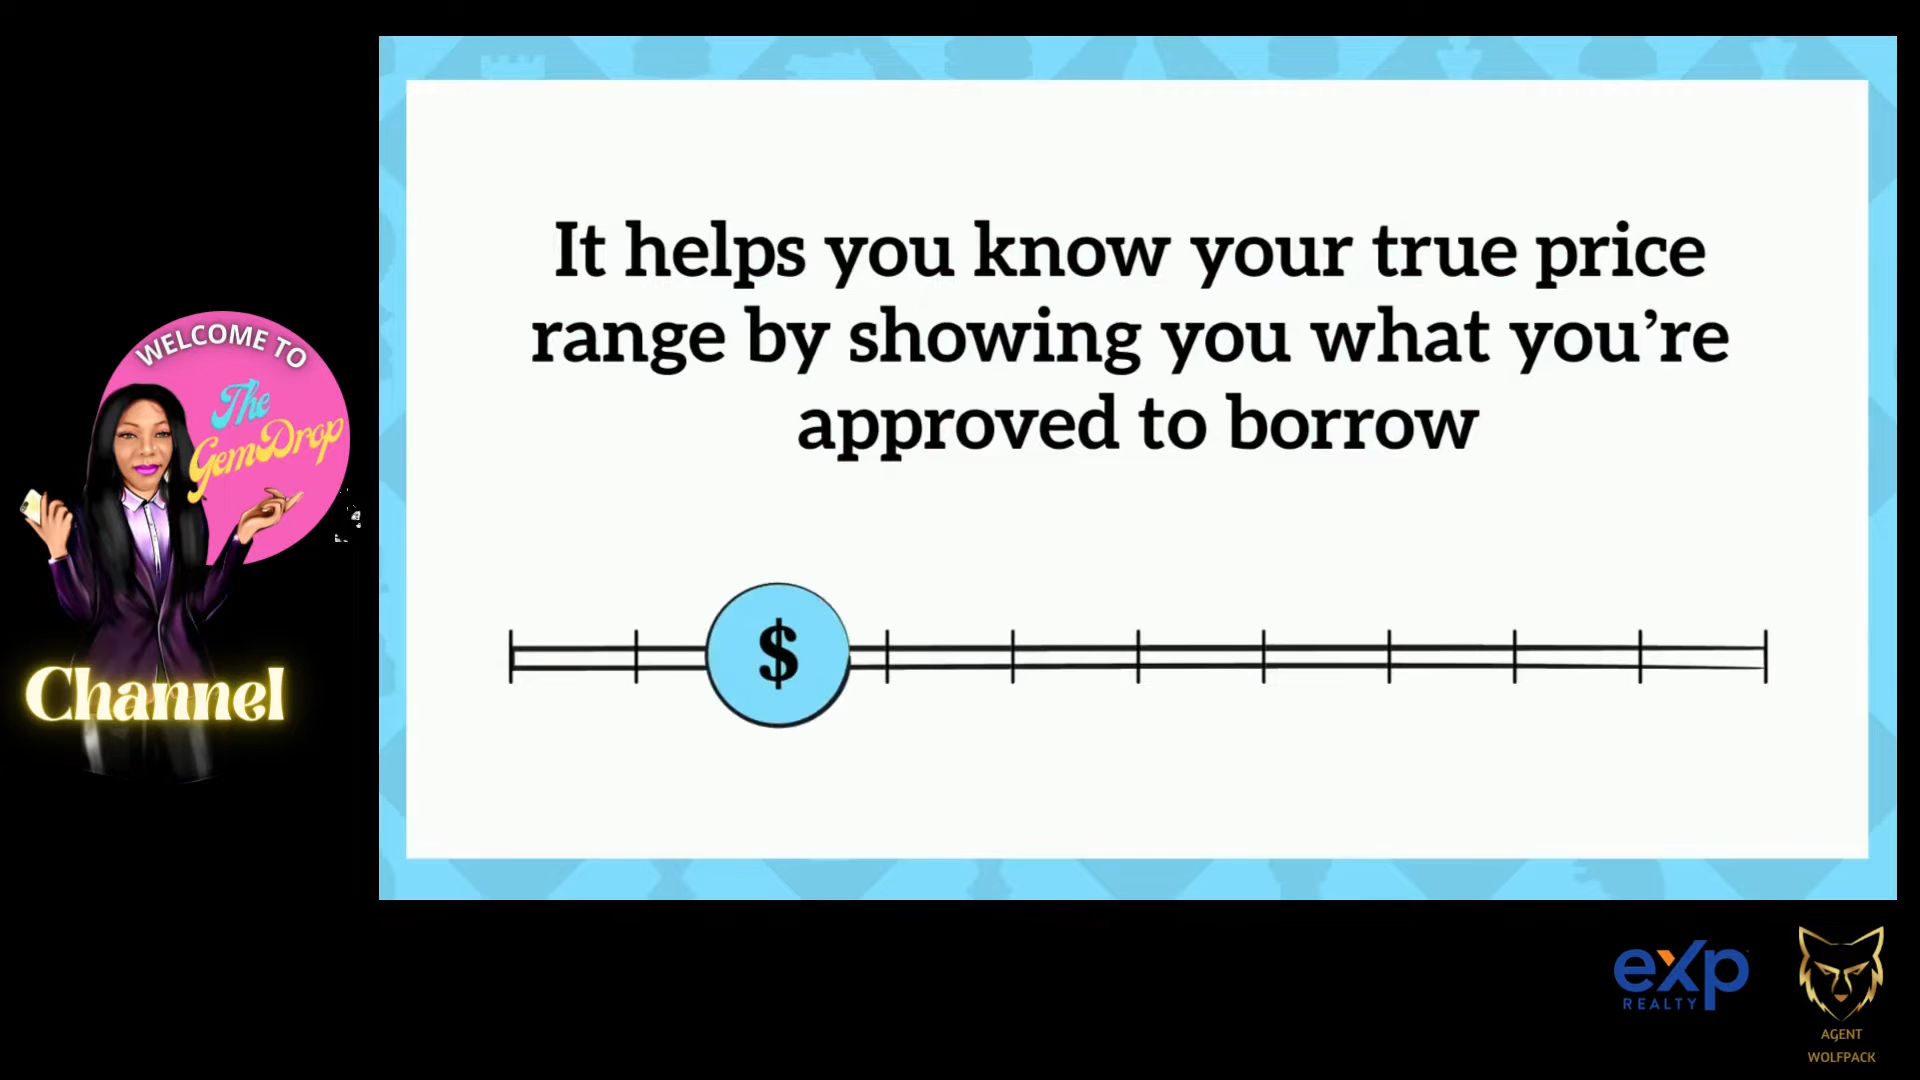 WELCOME TO
The
GemDrop
Channel
It helps you know your true price
range by showing you what you’re
approved to borrow
$
eXp
REALTY
AGENT
WOLFPACK